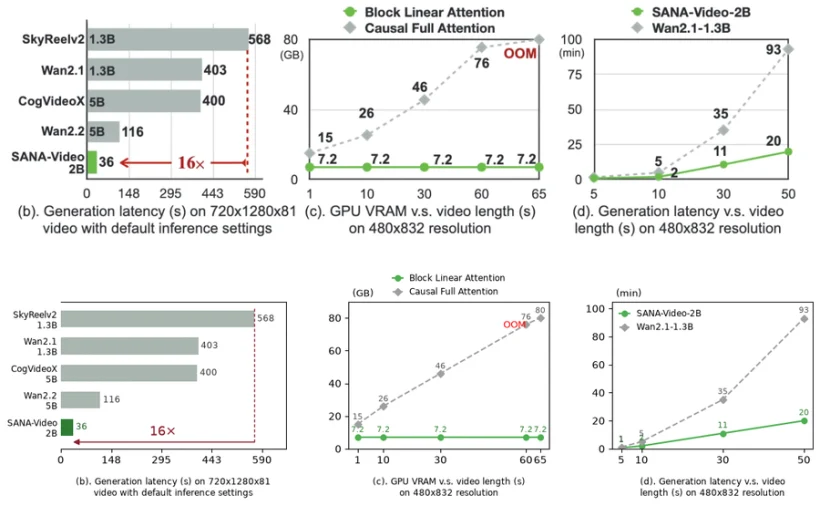 SkyReelv2 1.3B 568
Wan2.1 1.3B 403
CogVideoX 5B 400
Wan2.2 5B 116
SANA-Video
2B
36
16×
0 148 295 443 590
(b). Generation latency (s) on 720x1280x81
video with default inference settings
Block Linear Attention
Causal Full Attention
80
(GB)
40
0
15 26 46 76 OOM
7.2 7.2 7.2 7.2 7.2
1 10 30 60 65
(c). GPU VRAM v.s. video length (s)
on 480x832 resolution
SANA-Video-2B
Wan2.1-1.3B
100
(min)
75
50
25
0
5 35 93
2 11 20
5 10 30 50
(d). Generation latency v.s. video
length (s) on 480x832 resolution
SkyReelv2
1.3B
568
Wan2.1
1.3B
403
CogVideoX
5B
400
Wan2.2
5B
116
SANA-Video
2B
36
16×
0 148 295 443 590
(b). Generation latency (s) on 720x1280x81
video with default inference settings
Block Linear Attention
Causal Full Attention
(GB)
80
60
40
20
0
15 26 46 76 80
OOM
7.2 7.2 7.2 7.2 7.2
1 10 30 60 65
(c). GPU VRAM v.s. video length (s)
on 480x832 resolution
(min)
SANA-Video-2B
Wan2.1-1.3B
100
80
60
40
20
0
1 5 35 93
11 20
5 10 30 50
(d). Generation latency v.s. video
length (s) on 480x832 resolution